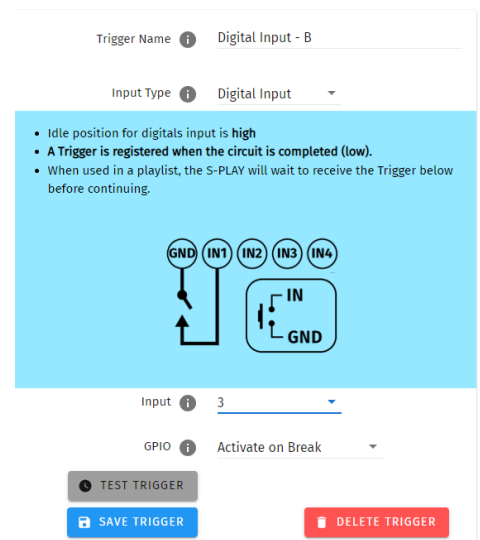 Trigger Name Digital Input - B
Input Type Digital Input
• Idle position for digitals input is high
• A Trigger is registered when the circuit is completed (low).
• When used in a playlist, the S-PLAY will wait to receive the Trigger below
before continuing.
GND IN1 IN2 IN3 IN4
IN
GND
Input 3
GPIO Activate on Break
TEST TRIGGER
SAVE TRIGGER DELETE TRIGGER